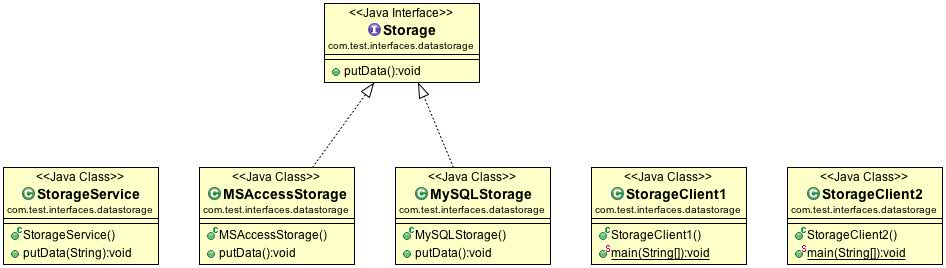 <<Java Interface>>
I Storage
com.test.interfaces.datastorage
putData():void
<<Java Class>>
C StorageService
com.test.interfaces.datastorage
C StorageService()
putData(String):void
<<Java Class>>
C MSAccessStorage
com.test.interfaces.datastorage
C MSAccessStorage()
putData():void
<<Java Class>>
C MySQLStorage
com.test.interfaces.datastorage
C MySQLStorage()
putData():void
<<Java Class>>
C StorageClient1
com.test.interfaces.datastorage
C StorageClient1()
S main(String[]):void
<<Java Class>>
C StorageClient2
com.test.interfaces.datastorage
C StorageClient2()
S main(String[]):void